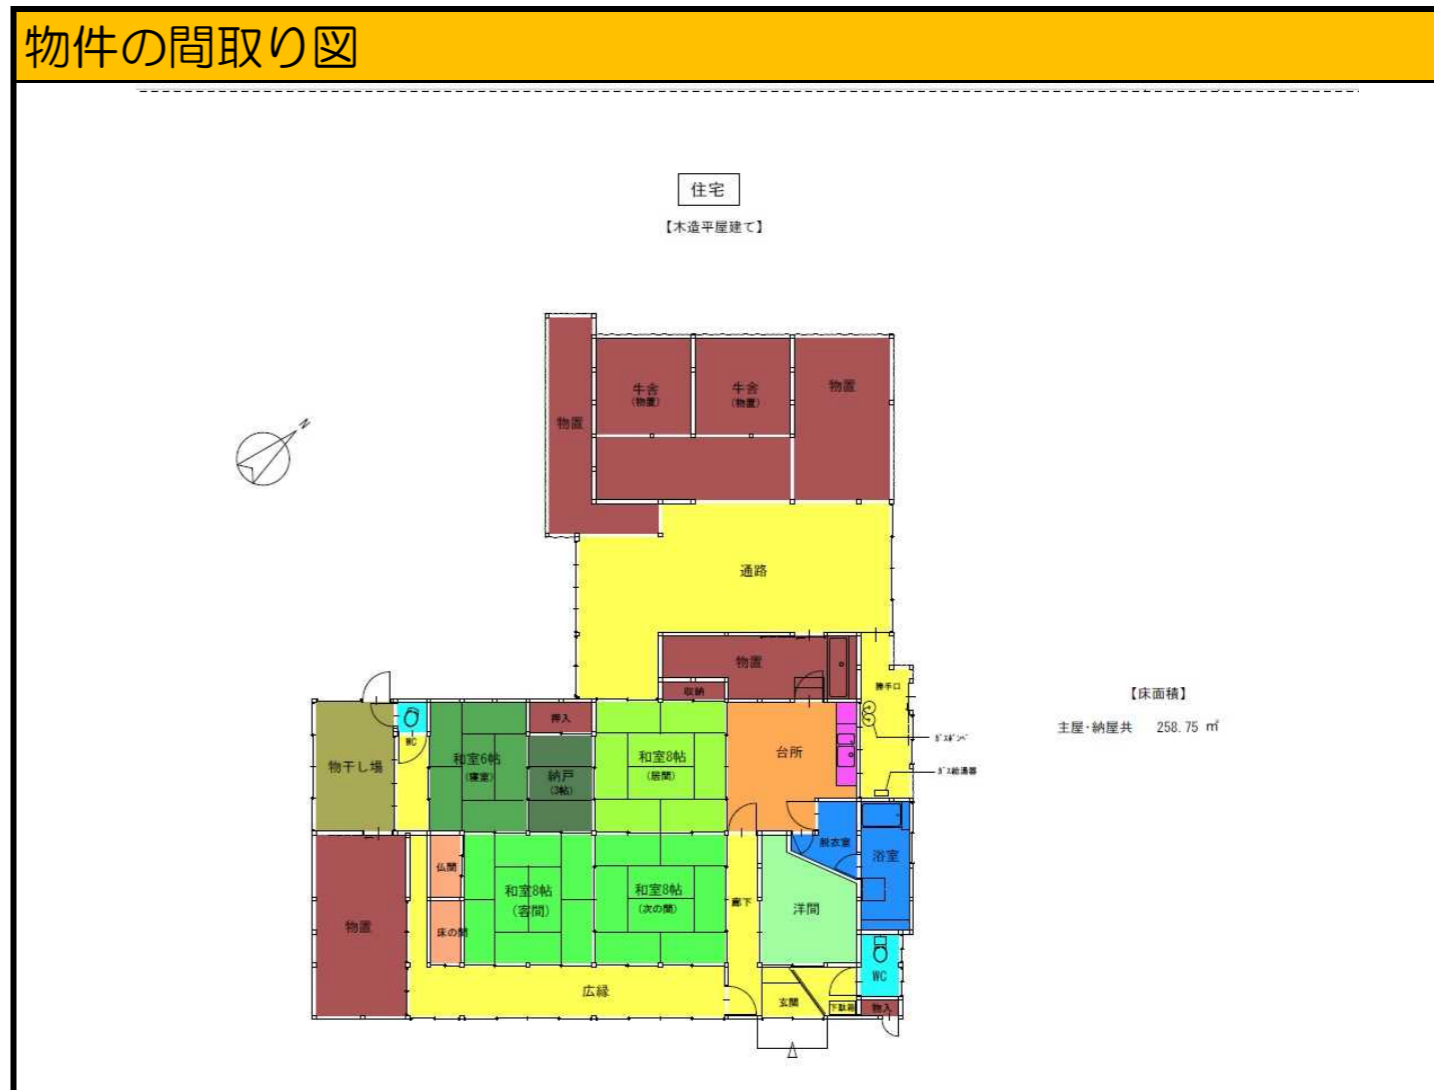 物件の間取り図
住宅
【木造平屋建て】
N
牛舎
(物置)
牛舎
(物置)
物置
物置
通路
物置
収納
勝手口
【床面積】
主屋・納屋共 258.75 ㎡
押入
WC
和室6帖
(寝室)
和室8帖
(居間)
台所
ガスボンベ
物干し場
納戸
(3帖)
ガス給湯器
脱衣室
浴室
仏間
和室8帖
(客間)
和室8帖
(次の間)
廊下
洋間
物置
床の間
WC
広縁
玄関
下駄箱
物入